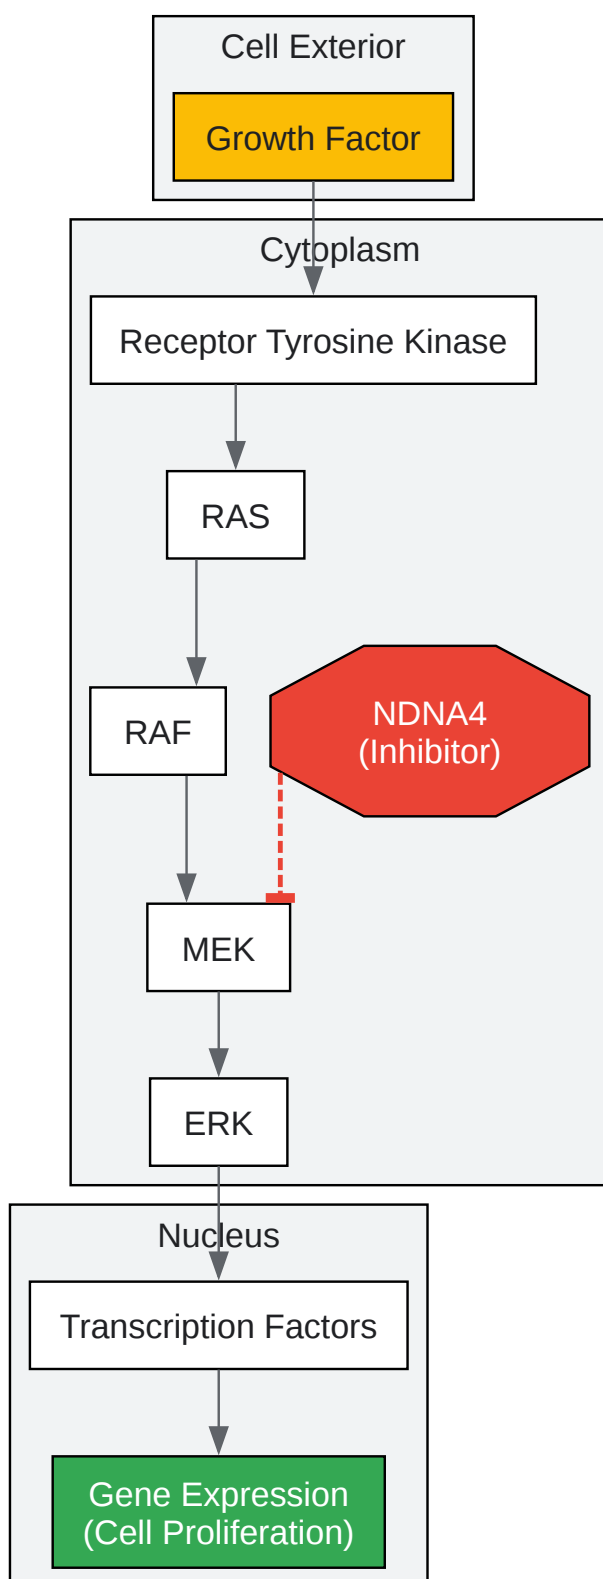 Cell Exterior
Growth Factor
Cytoplasm
Receptor Tyrosine Kinase
RAS
RAF
NDNA4
(Inhibitor)
MEK
ERK
Nucleus
Transcription Factors
Gene Expression
(Cell Proliferation)